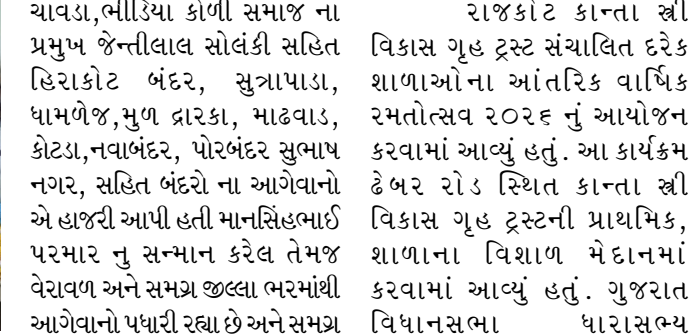 ચાવડા,ભીડિયા કોળી સમાજ ના
પ્રમુખ જેન્તીલાલ સોલંકી સહિત
હિરાકોટ બંદર, સુત્રાપાડા,
ધામળેજ,મુળ દ્વારકા, માઢવાડ,
કોટડા,નવાબંદર, પોરબંદર સુભાષ
નગર, સહિત બંદરો ના આગેવાનો
એ હાજરી આપી હતી માનસિંહભાઈ
પરમાર નુ સન્માન કરેલ તેમજ
વેરાવળ અને સમગ્ર જીલ્લા ભરમાંથી
આગેવાનો પધારી રહ્યા છે અને સમગ્ર
રાજકોટ કાન્તા સ્ત્રી
વિકાસ ગૃહ ટ્રસ્ટ સંચાલિત દરેક
શાળાઓના આંતરિક વાર્ષિક
રમતોત્સવ ૨૦૨૬ નું આયોજન
કરવામાં આવ્યું હતું. આ કાર્યક્રમ
ઢેબર રોડ સ્થિત કાન્તા સ્ત્રી
વિકાસ ગૃહ ટ્રસ્ટની પ્રાથમિક,
શાળાના વિશાળ મેદાનમાં
કરવામાં આવ્યું હતું. ગુજરાત
વિધાનસભા ધારાસભ્ય